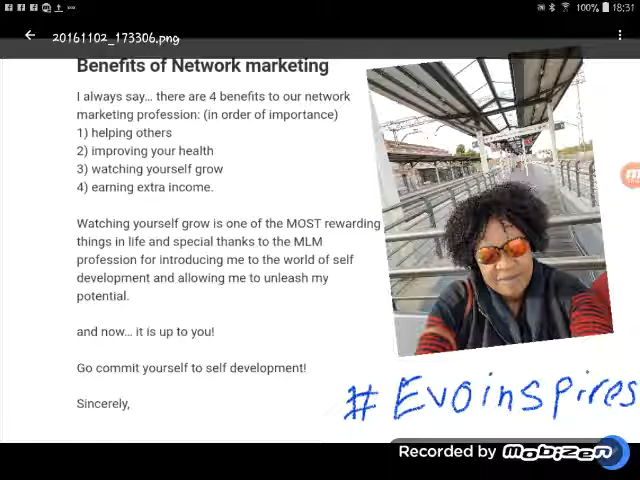 100% 18:31
20161102_173306.png
Benefits of Network marketing
I always say... there are 4 benefits to our network
marketing profession: (in order of importance)
1) helping others
2) improving your health
3) watching yourself grow
4) earning extra income.
Watching yourself grow is one of the MOST rewarding
things in life and special thanks to the MLM
profession for introducing me to the world of self
development and allowing me to unleash my
potential.
and now... it is up to you!
Go commit yourself to self development!
Sincerely,
#Evoinspires
Recorded by mobizen